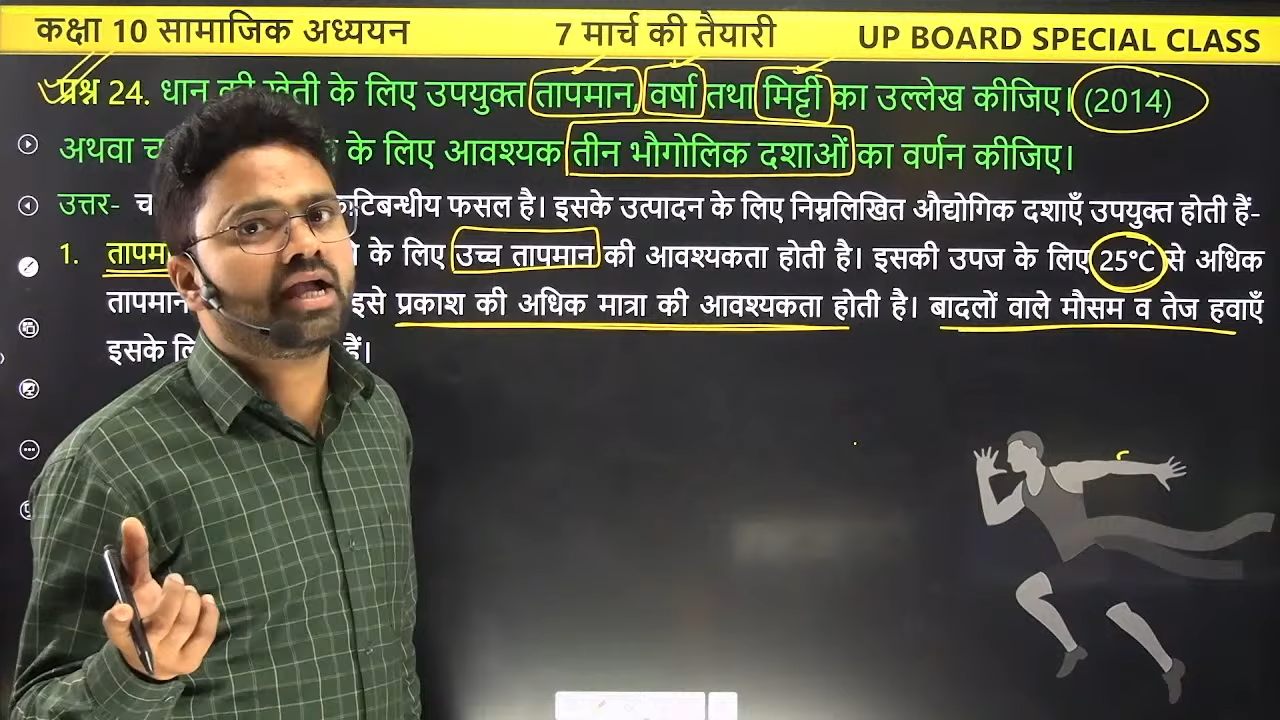 कक्षा 10 सामाजिक अध्ययन 7 मार्च की तैयारी UP BOARD SPECIAL CLASS
प्रश्न 24. धान की खेती के लिए उपयुक्त तापमान, वर्षा तथा मिट्टी का उल्लेख कीजिए। (2014)
अथवा के लिए आवश्यक तीन भौगोलिक दशाओं का वर्णन कीजिए।
उत्तर- फसल है। इसके उत्पादन के लिए निम्नलिखित औद्योगिक दशाएँ उपयुक्त होती हैं-
1. के लिए उच्च तापमान की आवश्यकता होती है। इसकी उपज के लिए 25°C से अधिक
तापमान इसे प्रकाश की अधिक मात्रा की आवश्यकता होती है। बादलों वाले मौसम व तेज हवाएँ
इसके हैं।